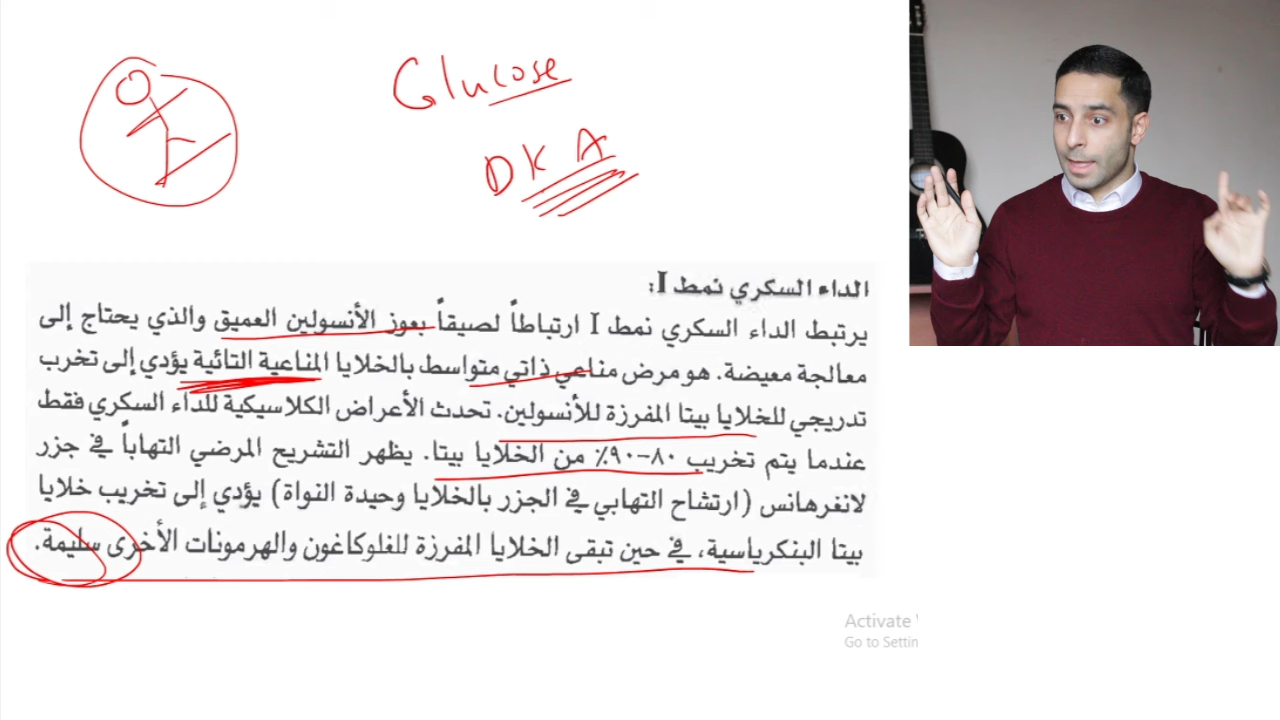 Glucose
DKA
الداء السكري نمط I:
يرتبط الداء السكري نمط I ارتباطاً لصيقاً بعوز الأنسولين العميق والذي يحتاج إلى
معالجة معيضة. هو مرض مناعي ذاتي متواسط بالخلايا المناعية التائية يؤدي إلى تخرب
تدريجي للخلايا بيتا المفرزة للأنسولين. تحدث الأعراض الكلاسيكية للداء السكري فقط
عندما يتم تخريب ٨٠-٩٠٪ من الخلايا بيتا. يظهر التشريح المرضي التهاباً في جزر
لانغرهانس (ارتشاح التهابي في الجزر بالخلايا وحيدة النواة) يؤدي إلى تخريب خلايا
بيتا البنكرياسية، في حين تبقى الخلايا المفرزة للغلوكاغون والهرمونات الأخرى سليمة.
Activate
Go to Settin